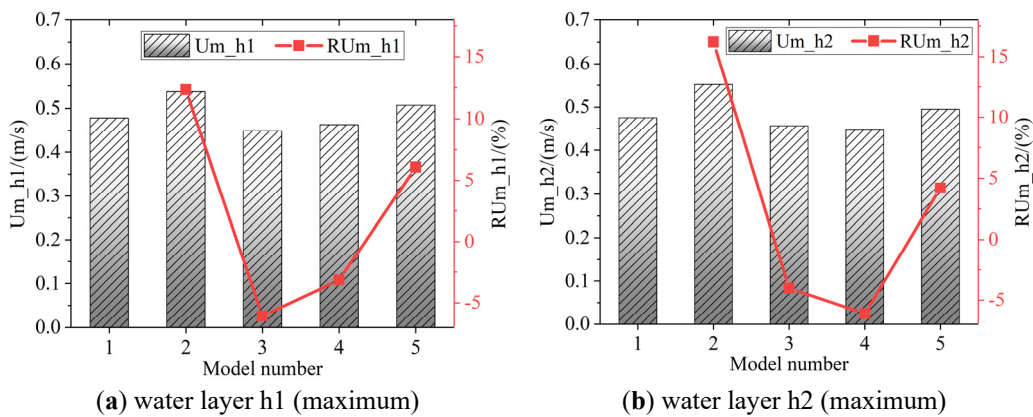 0.7
0.6
0.5
0.4
0.3
0.2
0.1
0.0
Um_h1/(m/s)
Um_h1 RUm_h1
15
10
5
0
-5
RUm_h1/(%)
1 2 3 4 5
Model number
(a) water layer h1 (maximum)
0.7
0.6
0.5
0.4
0.3
0.2
0.1
0.0
Um_h2/(m/s)
Um_h2 RUm_h2
15
10
5
0
-5
RUm_h2/(%)
1 2 3 4 5
Model number
(b) water layer h2 (maximum)